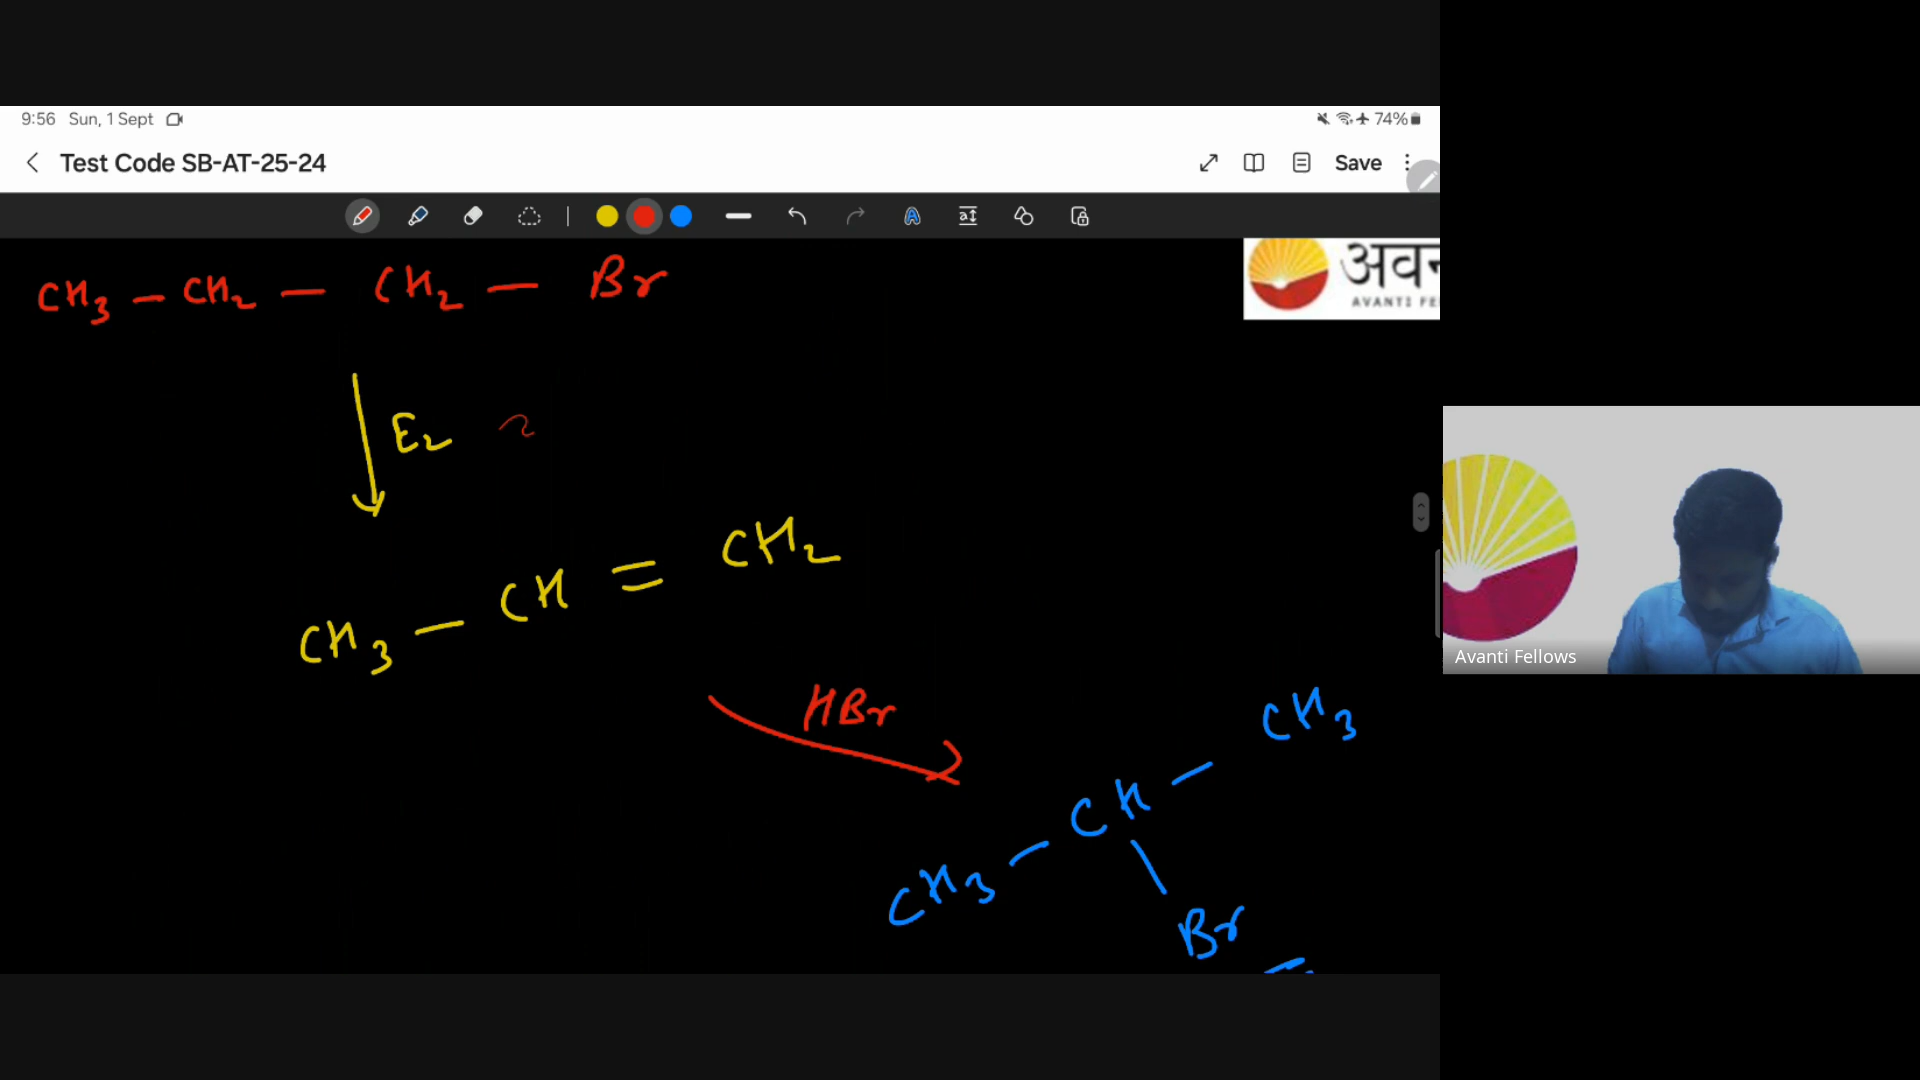 9:56 Sun, 1 Sept 74%
Test Code SB-AT-25-24 Save
CH3 – CH2 – CH2 – Br
AVANTI
E2
CH3 – CH = CH2
HBr
CH3 – CH – CH3
Br
Avanti Fellows